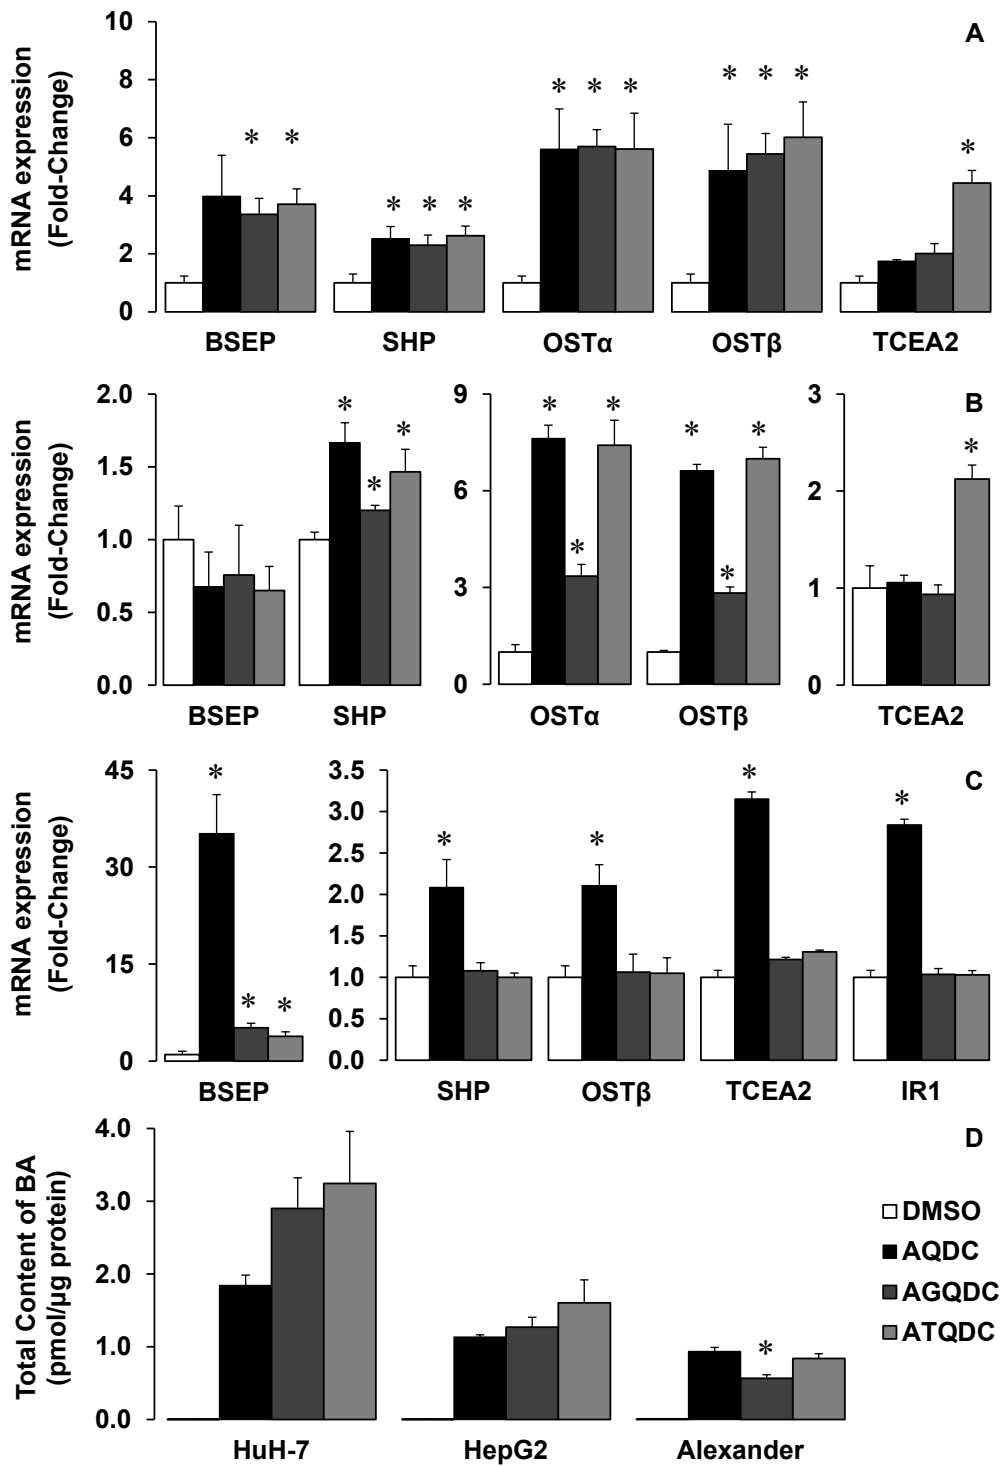 A
mRNA expression
(Fold-Change)
10
8
6
4
2
0
* *
* * *
* * *
* * *
*
BSEP SHP OSTα OSTβ TCEA2
B
mRNA expression
(Fold-Change)
2.0
1.5
1.0
0.5
0.0
* * *
9
6
3
0
* * *
* * *
3
2
1
0
*
BSEP SHP OSTα OSTβ TCEA2
C
mRNA expression
(Fold-Change)
45
30
15
0
* * *
3.5
3.0
2.5
2.0
1.5
1.0
0.5
0.0
* * * *
BSEP SHP OSTβ TCEA2 IR1
D
Total Content of BA
(pmol/µg protein)
4.0
3.0
2.0
1.0
0.0
*
HuH-7 HepG2 Alexander
DMSO
AQDC
AGQDC
ATQDC